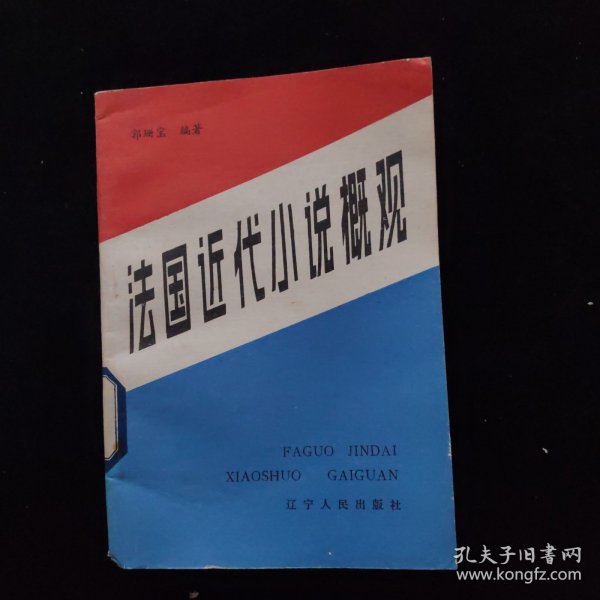 郭珊宝 编著
法国近代小说概观
FAGUO JINDAI
XIAOSHUO GAIGUAN
辽宁人民出版社
孔夫子旧书网
www.kongfz.com